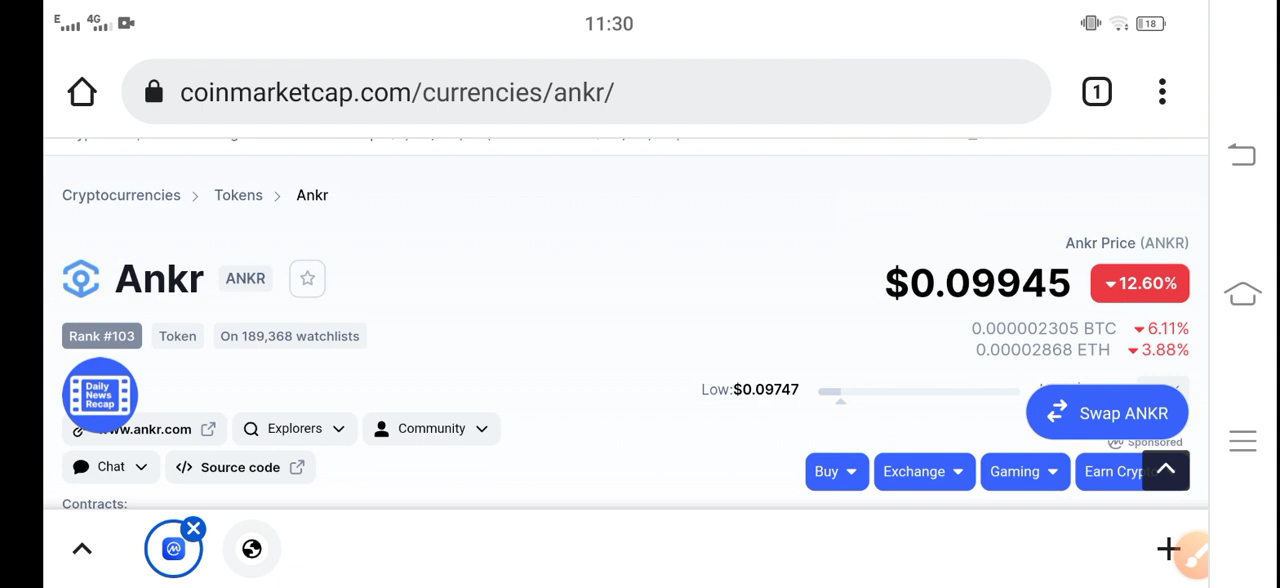 E 4G 11:30 18
coinmarketcap.com/currencies/ankr/ 1
Cryptocurrencies > Tokens > Ankr
Ankr Price (ANKR)
Ankr ANKR $0.09945 12.60%
Rank #103 Token On 189,368 watchlists 0.000002305 BTC 6.11%
0.00002868 ETH 3.88%
Daily
News
Recap
Low:$0.09747
Swap ANKR
www.ankr.com Explorers Community
Sponsored
Chat Source code Buy Exchange Gaming Earn Cryp
Contracts: